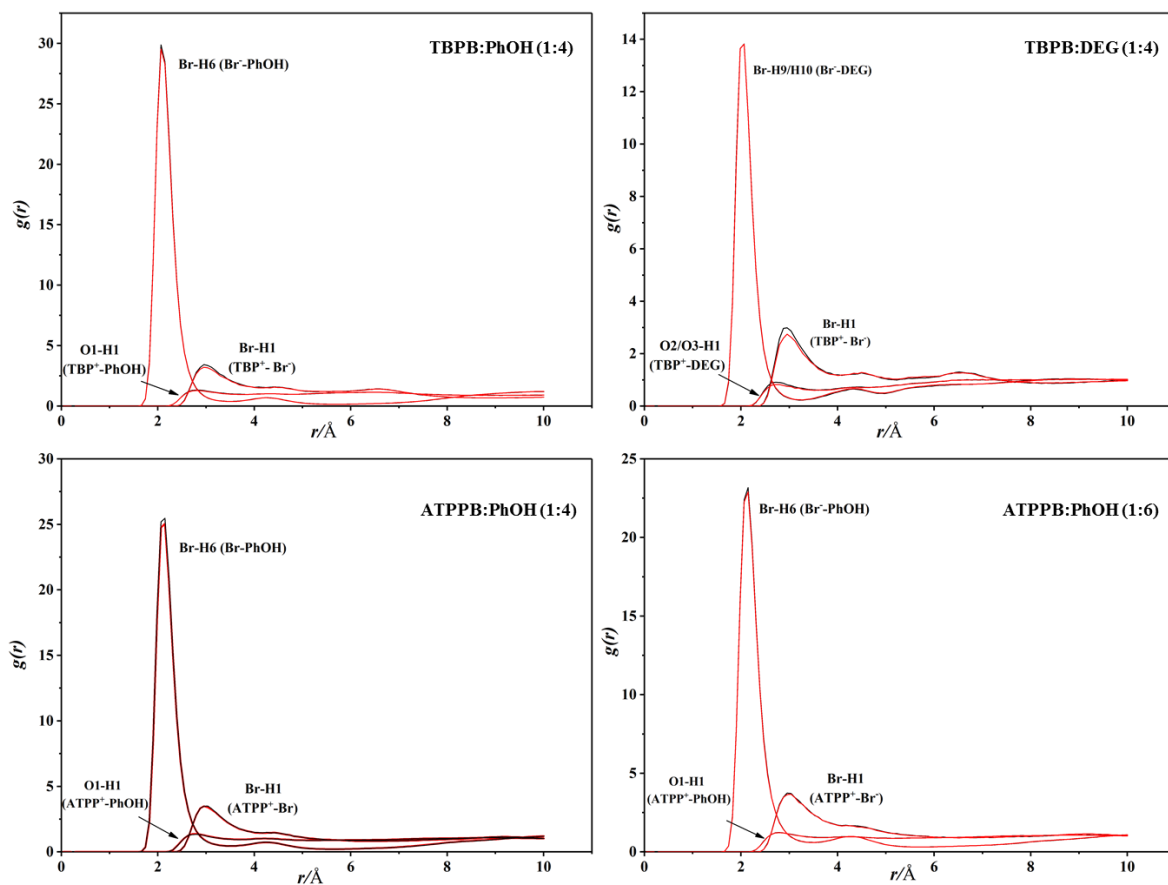 TBPB:PhOH (1:4)
30
25
20
15
10
5
0
g(r)
Br-H6 (Br⁻-PhOH)
O1-H1
(TBP⁺-PhOH)
Br-H1
(TBP⁺- Br⁻)
0 2 4 6 8 10
r/Å
TBPB:DEG (1:4)
14
12
10
8
6
4
2
0
g(r)
Br-H9/H10 (Br⁻-DEG)
O2/O3-H1
(TBP⁺-DEG)
Br-H1
(TBP⁺- Br⁻)
0 2 4 6 8 10
r/Å
ATPPB:PhOH (1:4)
30
25
20
15
10
5
0
g(r)
Br-H6 (Br-PhOH)
O1-H1
(ATPP⁺-PhOH)
Br-H1
(ATPP⁺-Br)
0 2 4 6 8 10
r/Å
ATPPB:PhOH (1:6)
25
20
15
10
5
0
g(r)
Br-H6 (Br⁻-PhOH)
O1-H1
(ATPP⁺-PhOH)
Br-H1
(ATPP⁺-Br⁻)
0 2 4 6 8 10
r/Å